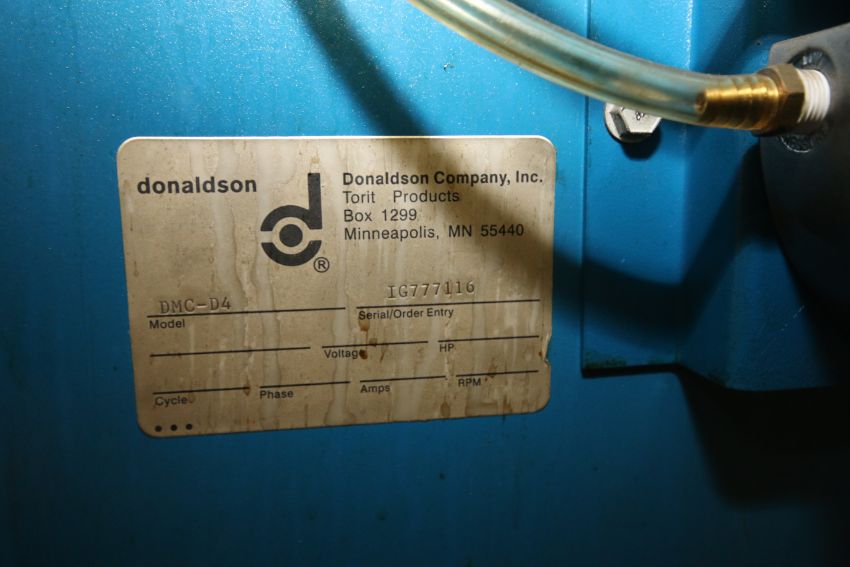 donaldson
d
®
Donaldson Company, Inc.
Torit Products
Box 1299
Minneapolis, MN 55440
DMC-D4
Model
IG777116
Serial/Order Entry
Voltage
HP
Cycle
Phase
Amps
RPM